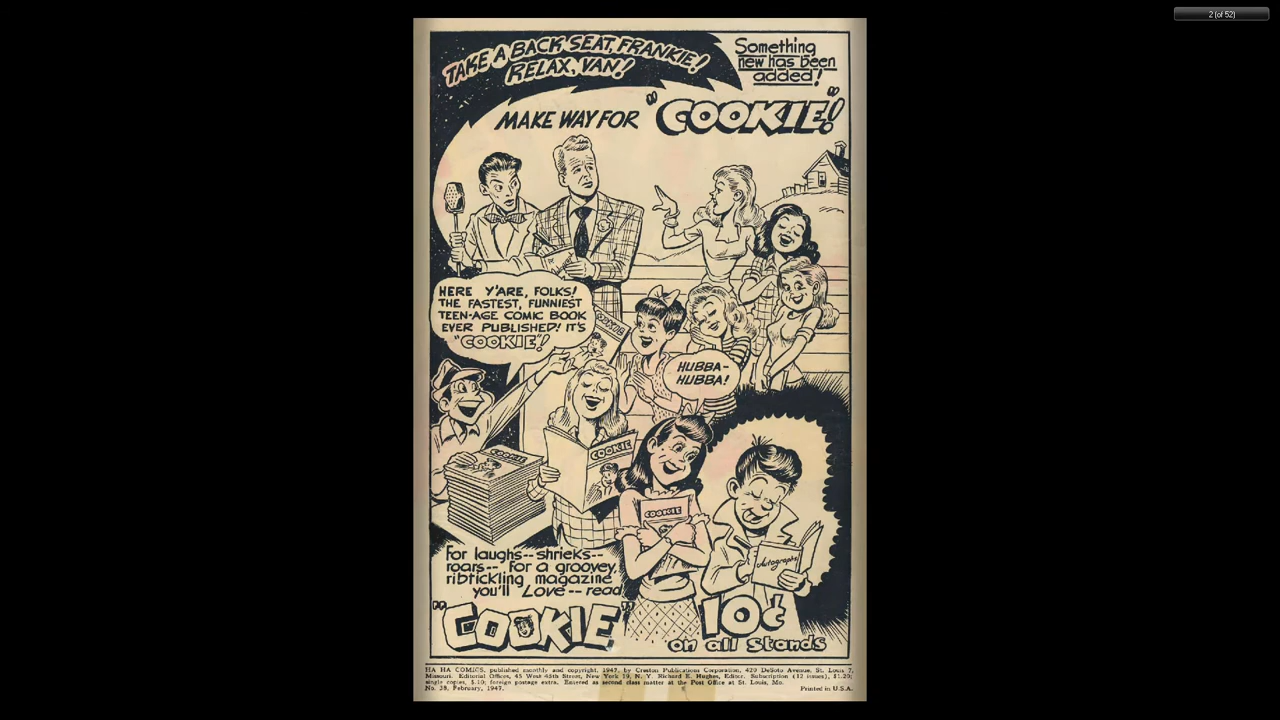 2 (of 52)
TAKE A BACK SEAT, FRANKIE!
RELAX, VAN!
Something
new has been
added!
MAKE WAY FOR "COOKIE!"
HERE Y'ARE, FOLKS!
THE FASTEST, FUNNIEST
TEEN-AGE COMIC BOOK
EVER PUBLISHED! IT'S
"COOKIE"!
COOKIE
HUBBA-
HUBBA!
COOKIE
COOKIE
COOKIE
Autographs
For laughs--shrieks--
roars-- for a groovey,
ribtickling magazine
you'll Love -- read
"COOKIE"
10¢
on all Stands
HA HA COMICS, published monthly and copyright, 1947, by Creston Publications Corporation, 420 DeSoto Avenue, St. Louis 7,
Missouri. Editorial Offices, 45 West 45th Street, New York 19, N. Y. Richard E. Hughes, Editor. Subscription (12 issues), $1.20;
single copies, $.10; foreign postage extra. Entered as second class matter at the Post Office at St. Louis, Mo.
No. 38, February, 1947.
Printed in U.S.A.